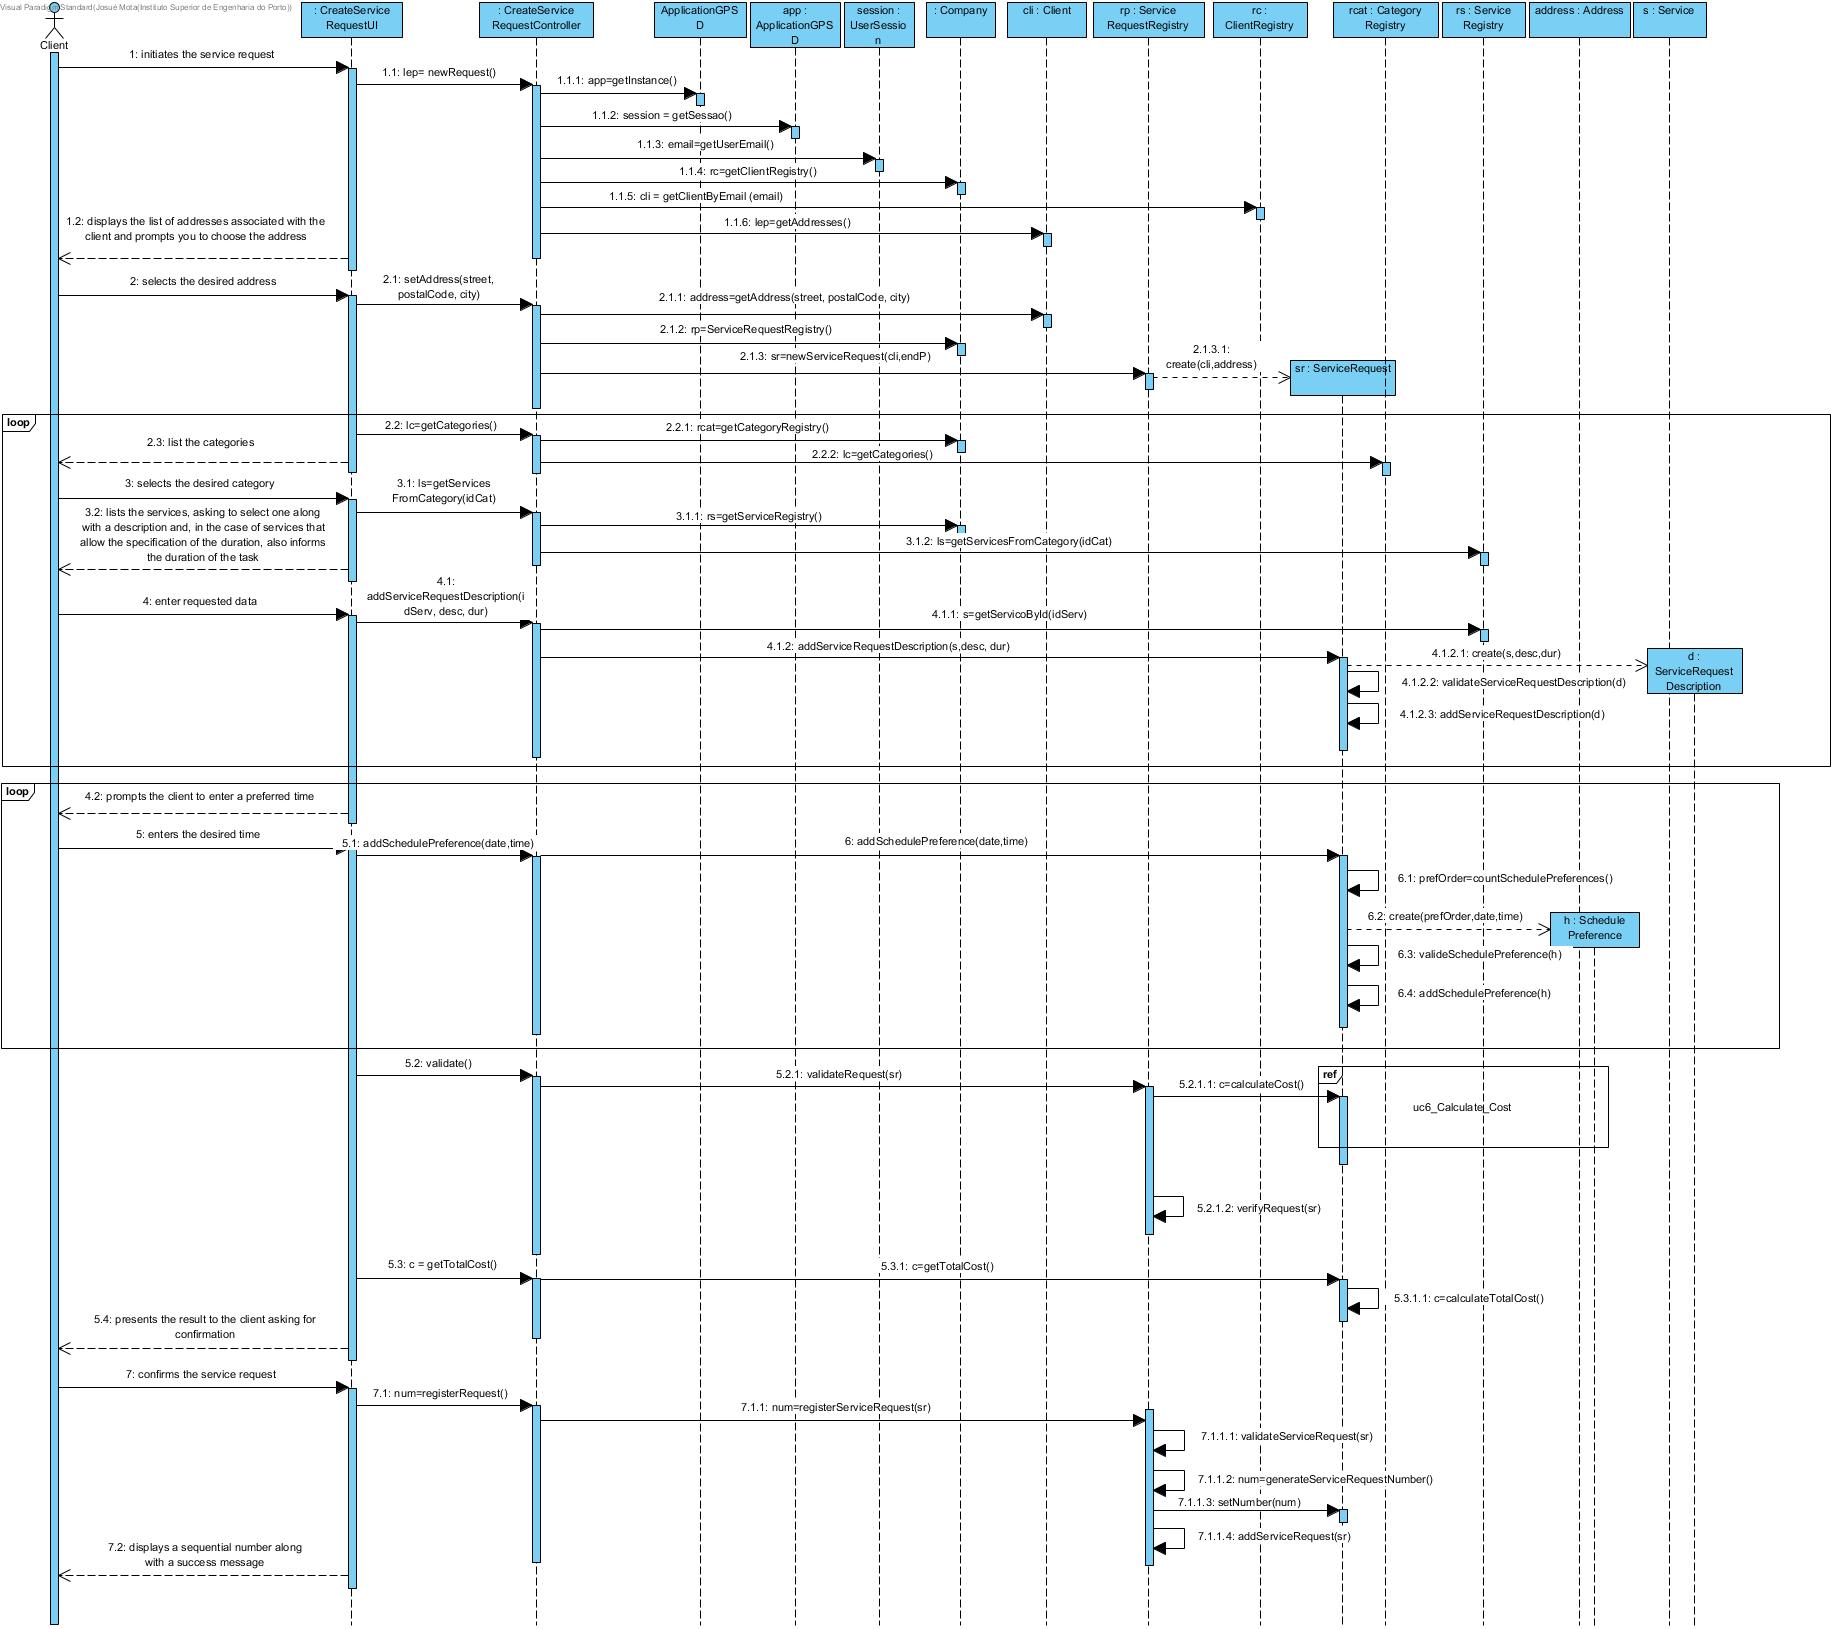 Visual Paradi Standard(Josué Mota(Instituto Superior de Engenharia do Porto))
Client
: CreateService
RequestUI
: CreateService
RequestController
ApplicationGPS
D
app :
ApplicationGPS
D
session :
UserSessio
n
: Company
cli : Client
rp : Service
RequestRegistry
rc :
ClientRegistry
rcat : Category
Registry
rs : Service
Registry
address : Address
s : Service
1: initiates the service request
1.1: lep= newRequest()
1.1.1: app=getInstance()
1.1.2: session = getSessao()
1.1.3: email=getUserEmail()
1.1.4: rc=getClientRegistry()
1.1.5: cli = getClientByEmail (email)
1.1.6: lep=getAddresses()
1.2: displays the list of addresses associated with the
client and prompts you to choose the address
2: selects the desired address
2.1: setAddress(street,
postalCode, city)
2.1.1: address=getAddress(street, postalCode, city)
2.1.2: rp=ServiceRequestRegistry()
2.1.3: sr=newServiceRequest(cli,endP)
2.1.3.1:
create(cli,address)
sr : ServiceRequest
loop
2.2: lc=getCategories()
2.2.1: rcat=getCategoryRegistry()
2.3: list the categories
2.2.2: lc=getCategories()
3: selects the desired category
3.1: ls=getServices
FromCategory(idCat)
3.2: lists the services, asking to select one along
with a description and, in the case of services that
allow the specification of the duration, also informs
the duration of the task
3.1.1: rs=getServiceRegistry()
3.1.2: ls=getServicesFromCategory(idCat)
4: enter requested data
4.1:
addServiceRequestDescription(i
dServ, desc, dur)
4.1.1: s=getServicoById(idServ)
4.1.2: addServiceRequestDescription(s,desc, dur)
4.1.2.1: create(s,desc,dur)
d :
ServiceRequest
Description
4.1.2.2: validateServiceRequestDescription(d)
4.1.2.3: addServiceRequestDescription(d)
loop
4.2: prompts the client to enter a preferred time
5: enters the desired time
5.1: addSchedulePreference(date,time)
6: addSchedulePreference(date,time)
6.1: prefOrder=countSchedulePreferences()
6.2: create(prefOrder,date,time)
h : Schedule
Preference
6.3: valideSchedulePreference(h)
6.4: addSchedulePreference(h)
5.2: validate()
5.2.1: validateRequest(sr)
5.2.1.1: c=calculateCost()
ref
uc6_Calculate_Cost
5.2.1.2: verifyRequest(sr)
5.3: c = getTotalCost()
5.3.1: c=getTotalCost()
5.3.1.1: c=calculateTotalCost()
5.4: presents the result to the client asking for
confirmation
7: confirms the service request
7.1: num=registerRequest()
7.1.1: num=registerServiceRequest(sr)
7.1.1.1: validateServiceRequest(sr)
7.1.1.2: num=generateServiceRequestNumber()
7.1.1.3: setNumber(num)
7.1.1.4: addServiceRequest(sr)
7.2: displays a sequential number along
with a success message